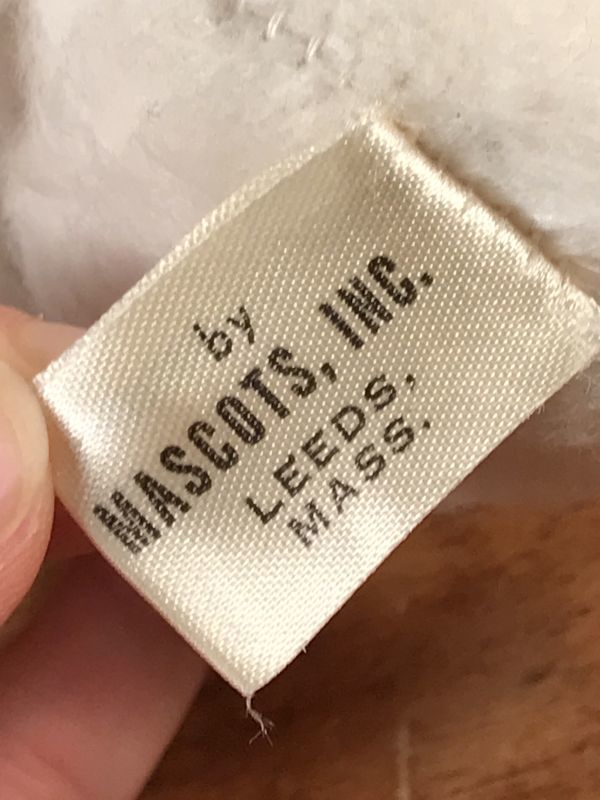 by
MASCOTS, INC.
LEEDS,
MASS.